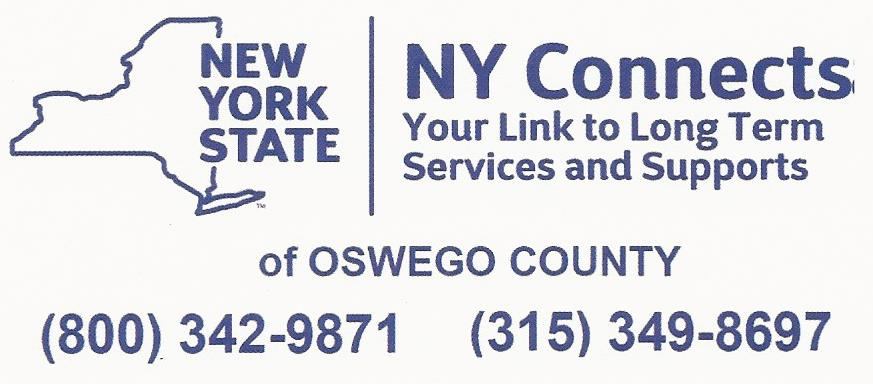 NEW
YORK
STATE
™
NY Connects
Your Link to Long Term
Services and Supports
of OSWEGO COUNTY
(800) 342-9871 (315) 349-8697